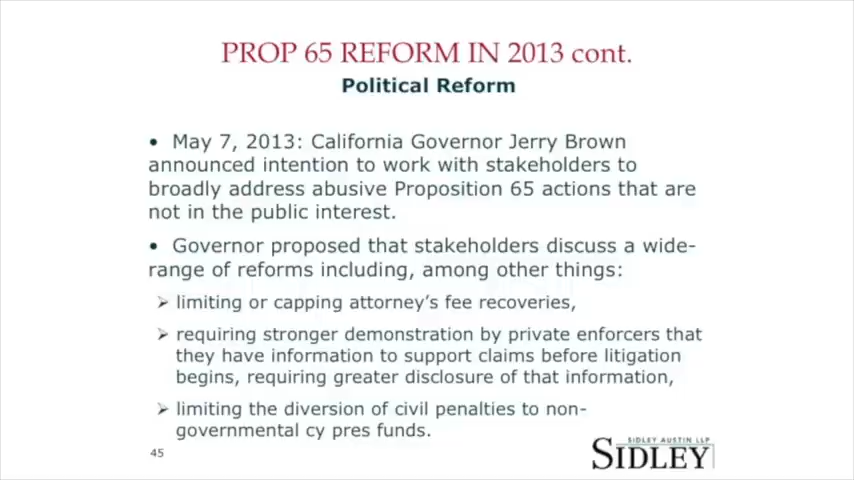 PROP 65 REFORM IN 2013 cont.
Political Reform
• May 7, 2013: California Governor Jerry Brown
announced intention to work with stakeholders to
broadly address abusive Proposition 65 actions that are
not in the public interest.
• Governor proposed that stakeholders discuss a wide-
range of reforms including, among other things:
➢ limiting or capping attorney's fee recoveries,
➢ requiring stronger demonstration by private enforcers that
they have information to support claims before litigation
begins, requiring greater disclosure of that information,
➢ limiting the diversion of civil penalties to non-
governmental cy pres funds.
45
SIDLEY AUSTIN LLP
SIDLEY